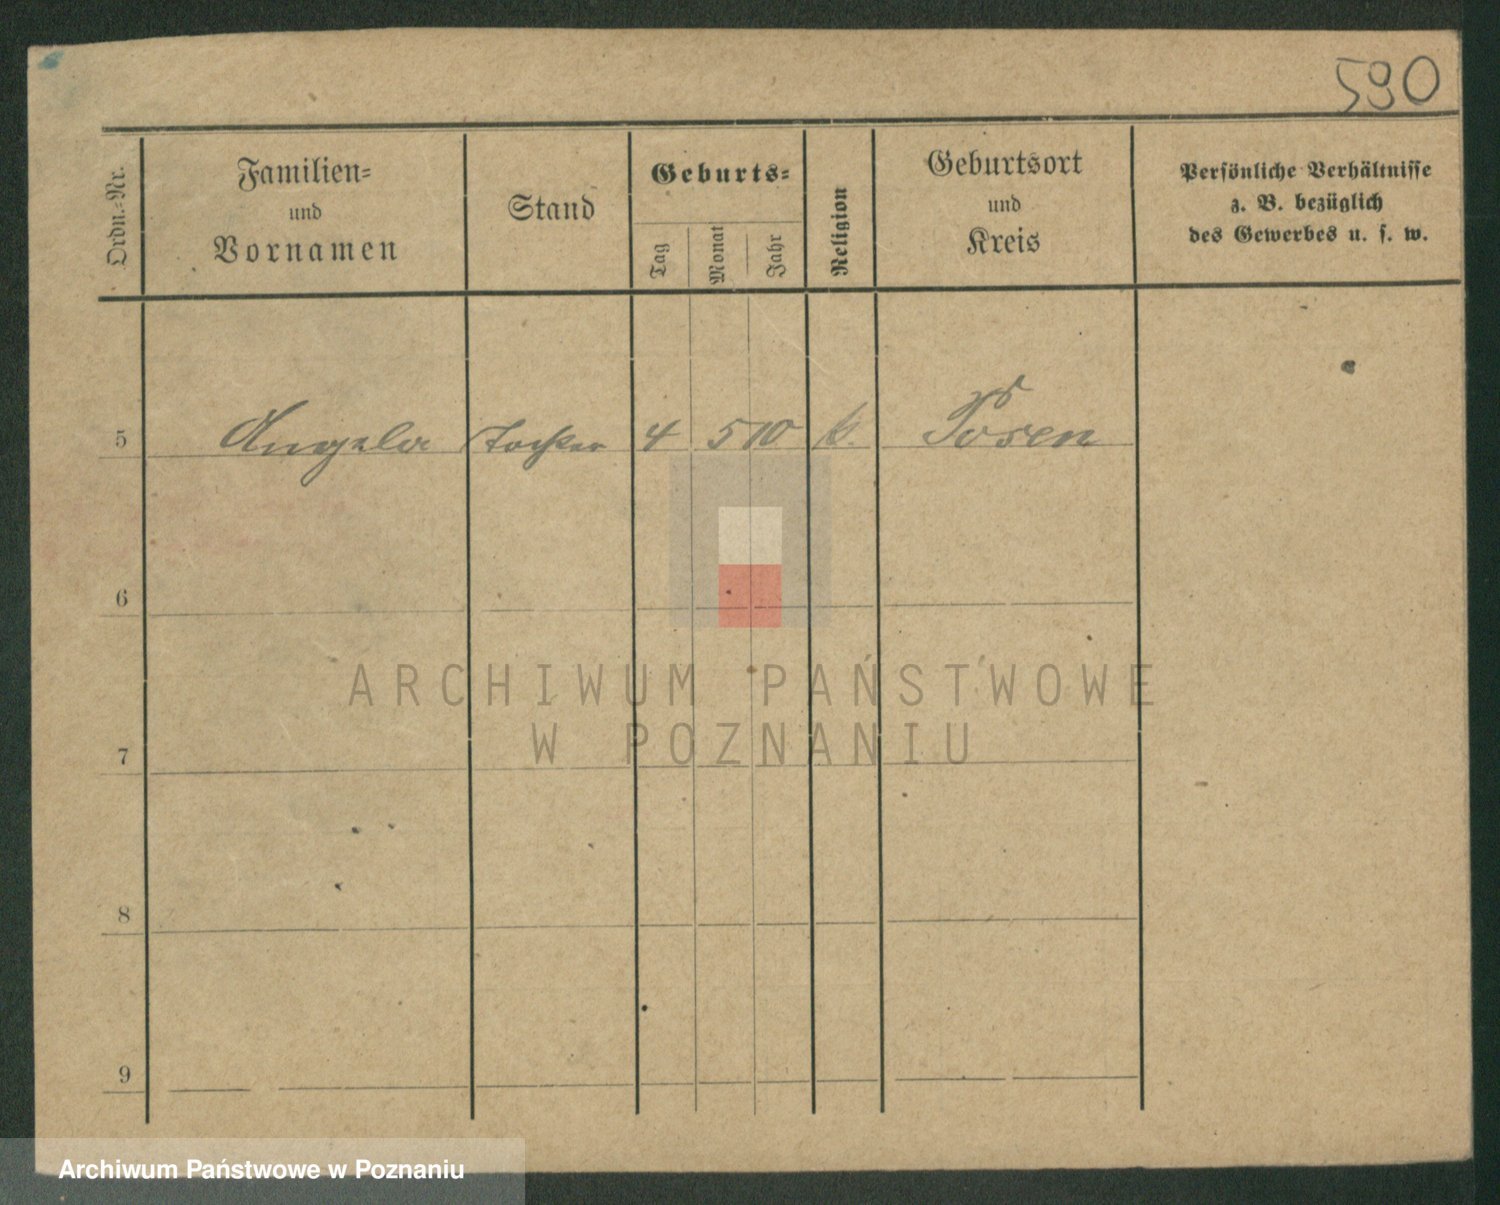 590
Ordn.-Nr.
Familien-
und
Vornamen
Stand
Geburts-
Tag
Monat
Jahr
Religion
Geburtsort
und
Kreis
Persönliche Verhältnisse
z. B. bezüglich
des Gewerbes u. s. w.
5 Angela Tochter 4 5 10 k. Posen
6
7
8
9
ARCHIWUM PAŃSTWOWE
W POZNANIU
Archiwum Państwowe w Poznaniu